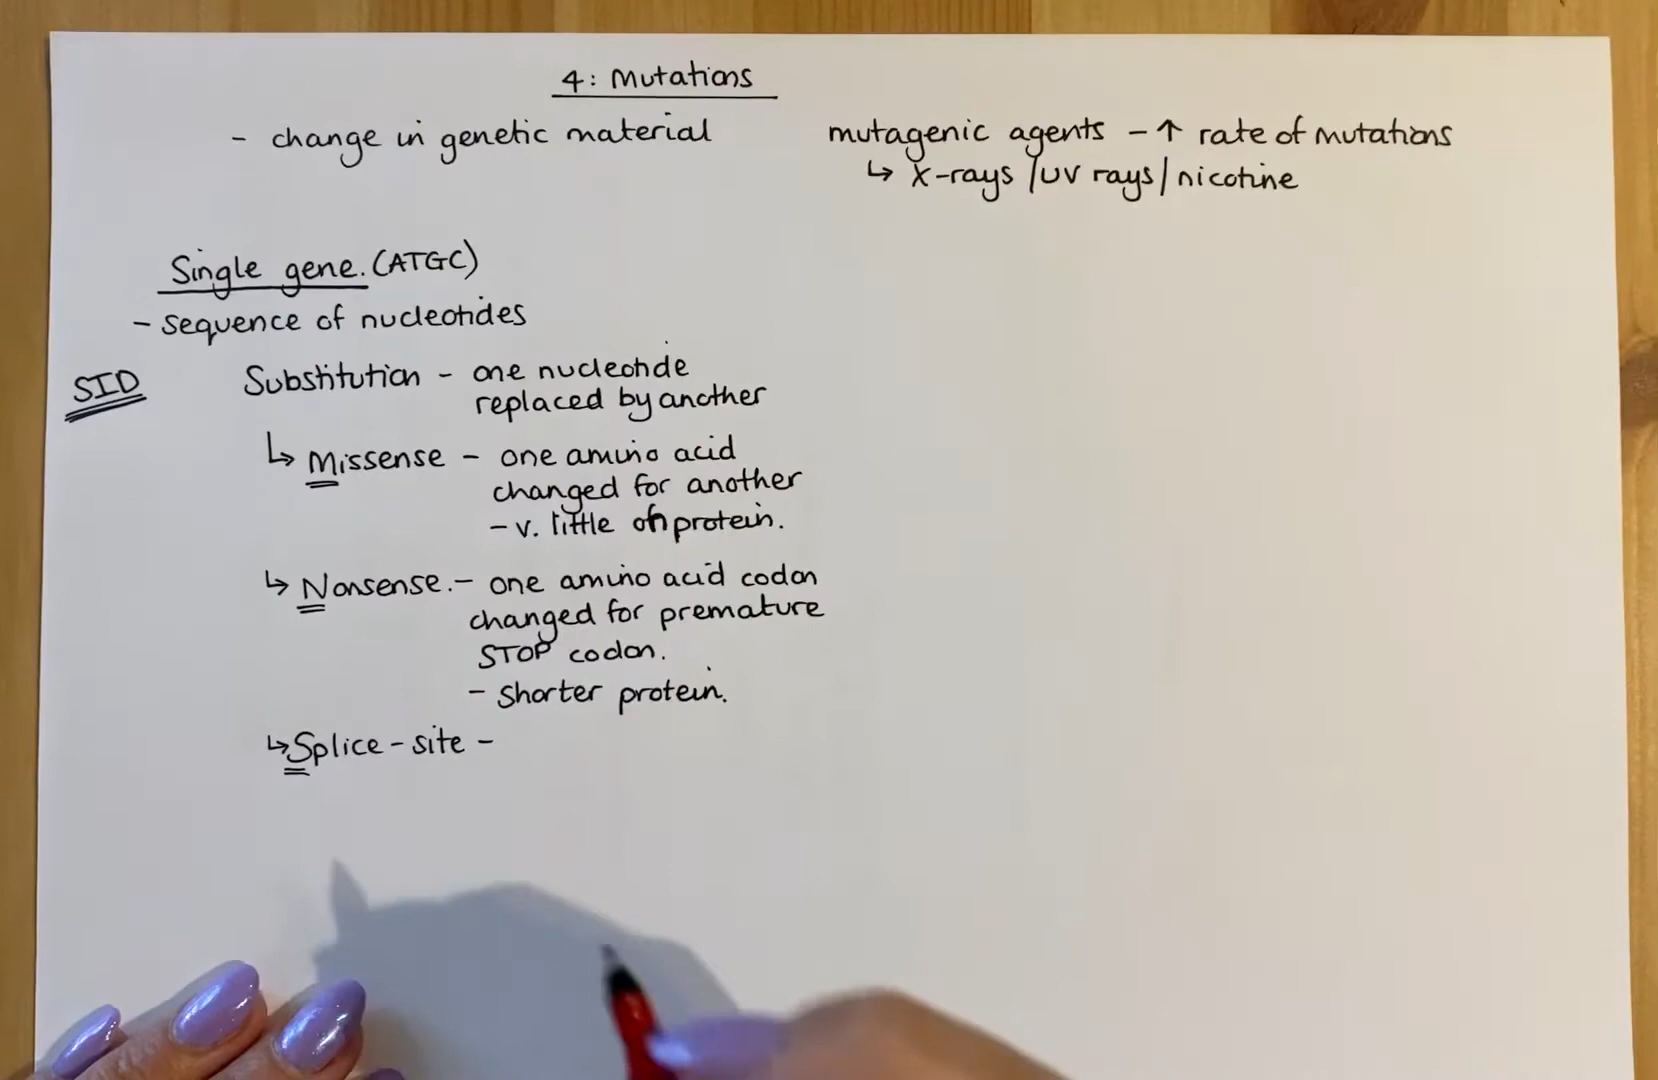 4: Mutations
- change in genetic material
mutagenic agents - ↑ rate of mutations
↳ X-rays /UV rays/nicotine
Single gene. (ATGC)
- sequence of nucleotides
SID
Substitution - one nucleotide
replaced by another
↳ Missense - one amino acid
changed for another
- v. little on protein.
↳ Nonsense. - one amino acid codon
changed for premature
STOP codon.
- shorter protein.
↳ Splice-site -